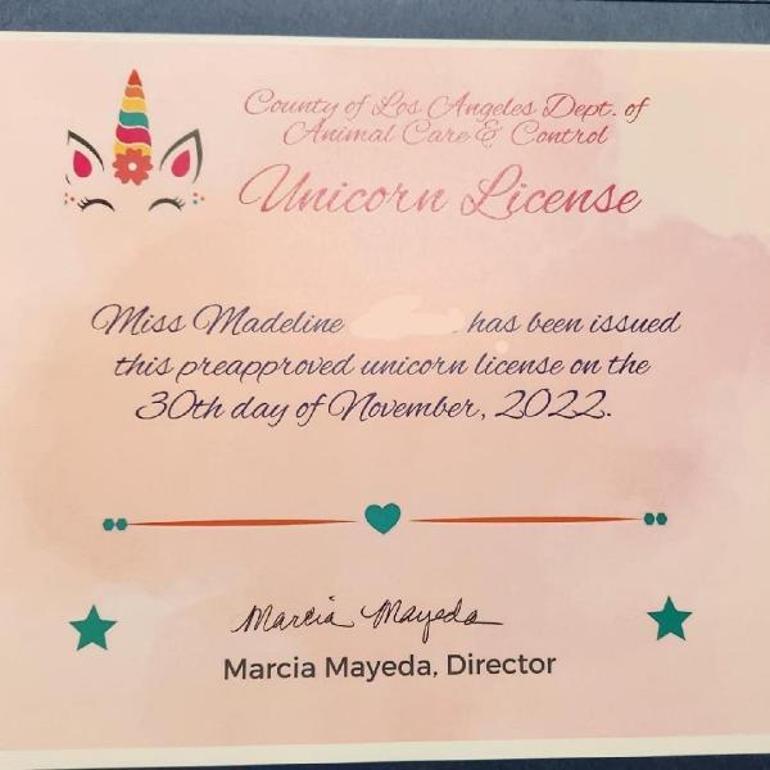 County of Los Angeles Dept. of
Animal Care & Control
Unicorn License
Miss Madeline has been issued
this preapproved unicorn license on the
30th day of November, 2022.
Marcia Mayeda
Marcia Mayeda, Director